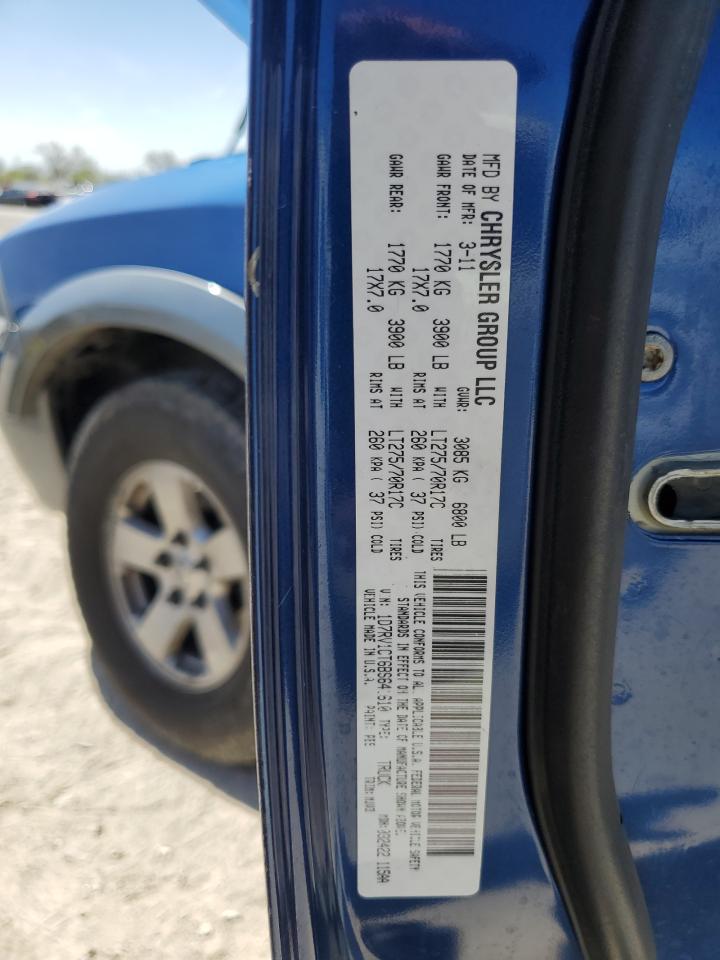 MFD BY CHRYSLER GROUP LLC
DATE OF MFR: 3-11 GVWR: 3085 KG 6800 LB
GAWR FRONT: 1770 KG 3900 LB WITH LT275/70R17C TIRES
17X7.0 RIMS AT 260 KPA ( 37 PSI) COLD
GAWR REAR: 1770 KG 3900 LB WITH LT275/70R17C TIRES
17X7.0 RIMS AT 260 KPA ( 37 PSI) COLD
THIS VEHICLE CONFORMS TO AL. APPLICABLE U.S.A. FEDERAL MOTOR VEHICLE SAFETY
STANDARDS IN EFFECT ON THE DATE OF MANUFACTURE SHOWN
TYPE: TRUCK MDH: 115
VEHICLE MADE IN U.S.A. PAINT: TRIM: